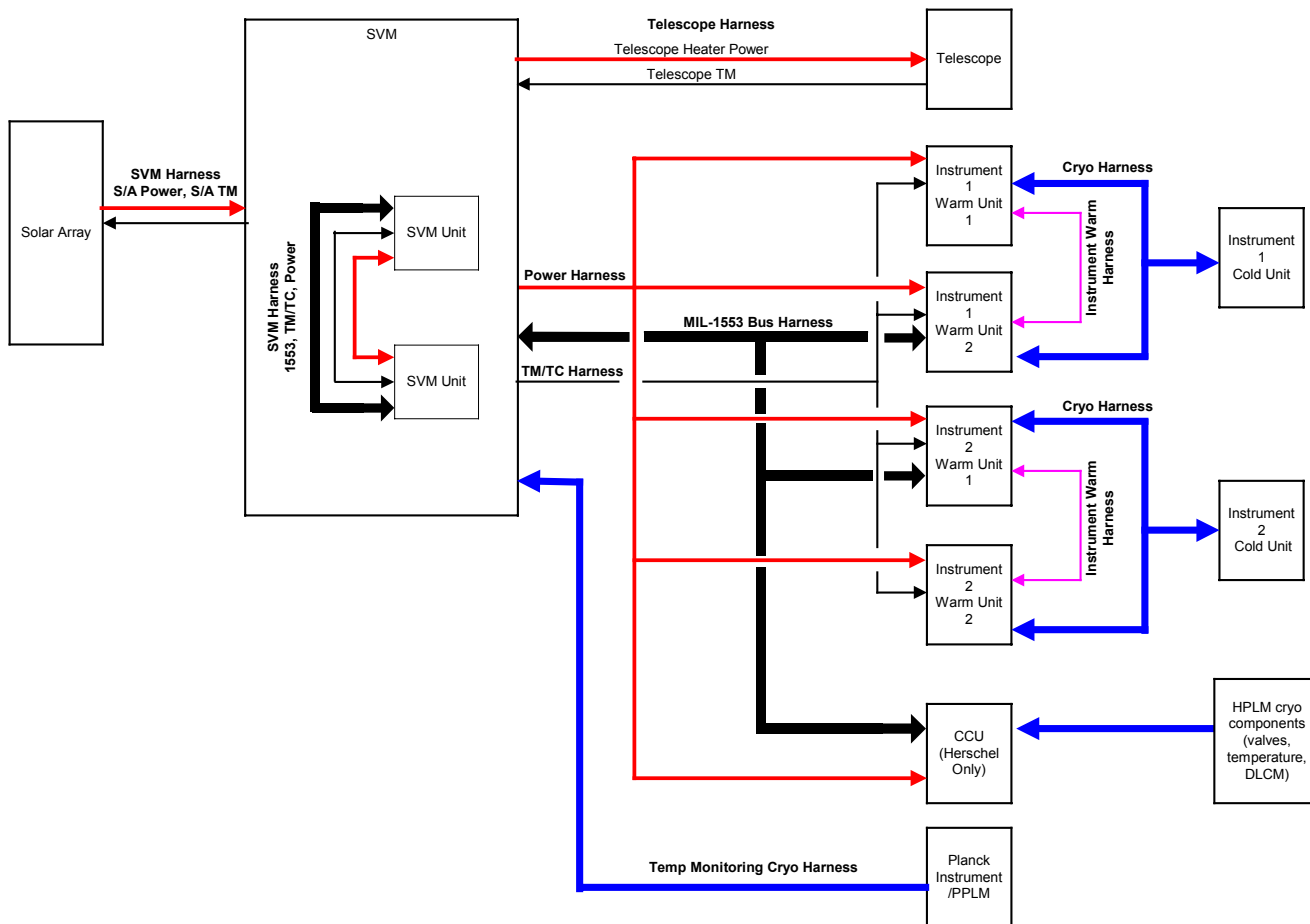 SVM
Telescope Harness
Telescope Heater Power
Telescope TM
Telescope
Solar Array
SVM Harness
S/A Power, S/A TM
SVM Harness
1553, TM/TC, Power
SVM Unit
SVM Unit
Power Harness
MIL-1553 Bus Harness
TM/TC Harness
Instrument
1
Warm Unit
1
Instrument
1
Warm Unit
2
Cryo Harness
Instrument Warm
Harness
Instrument
1
Cold Unit
Instrument
2
Warm Unit
1
Instrument
2
Warm Unit
2
Cryo Harness
Instrument Warm
Harness
Instrument
2
Cold Unit
CCU
(Herschel
Only)
HPLM cryo
components
(valves,
temperature,
DLCM)
Temp Monitoring Cryo Harness
Planck
Instrument
/PPLM